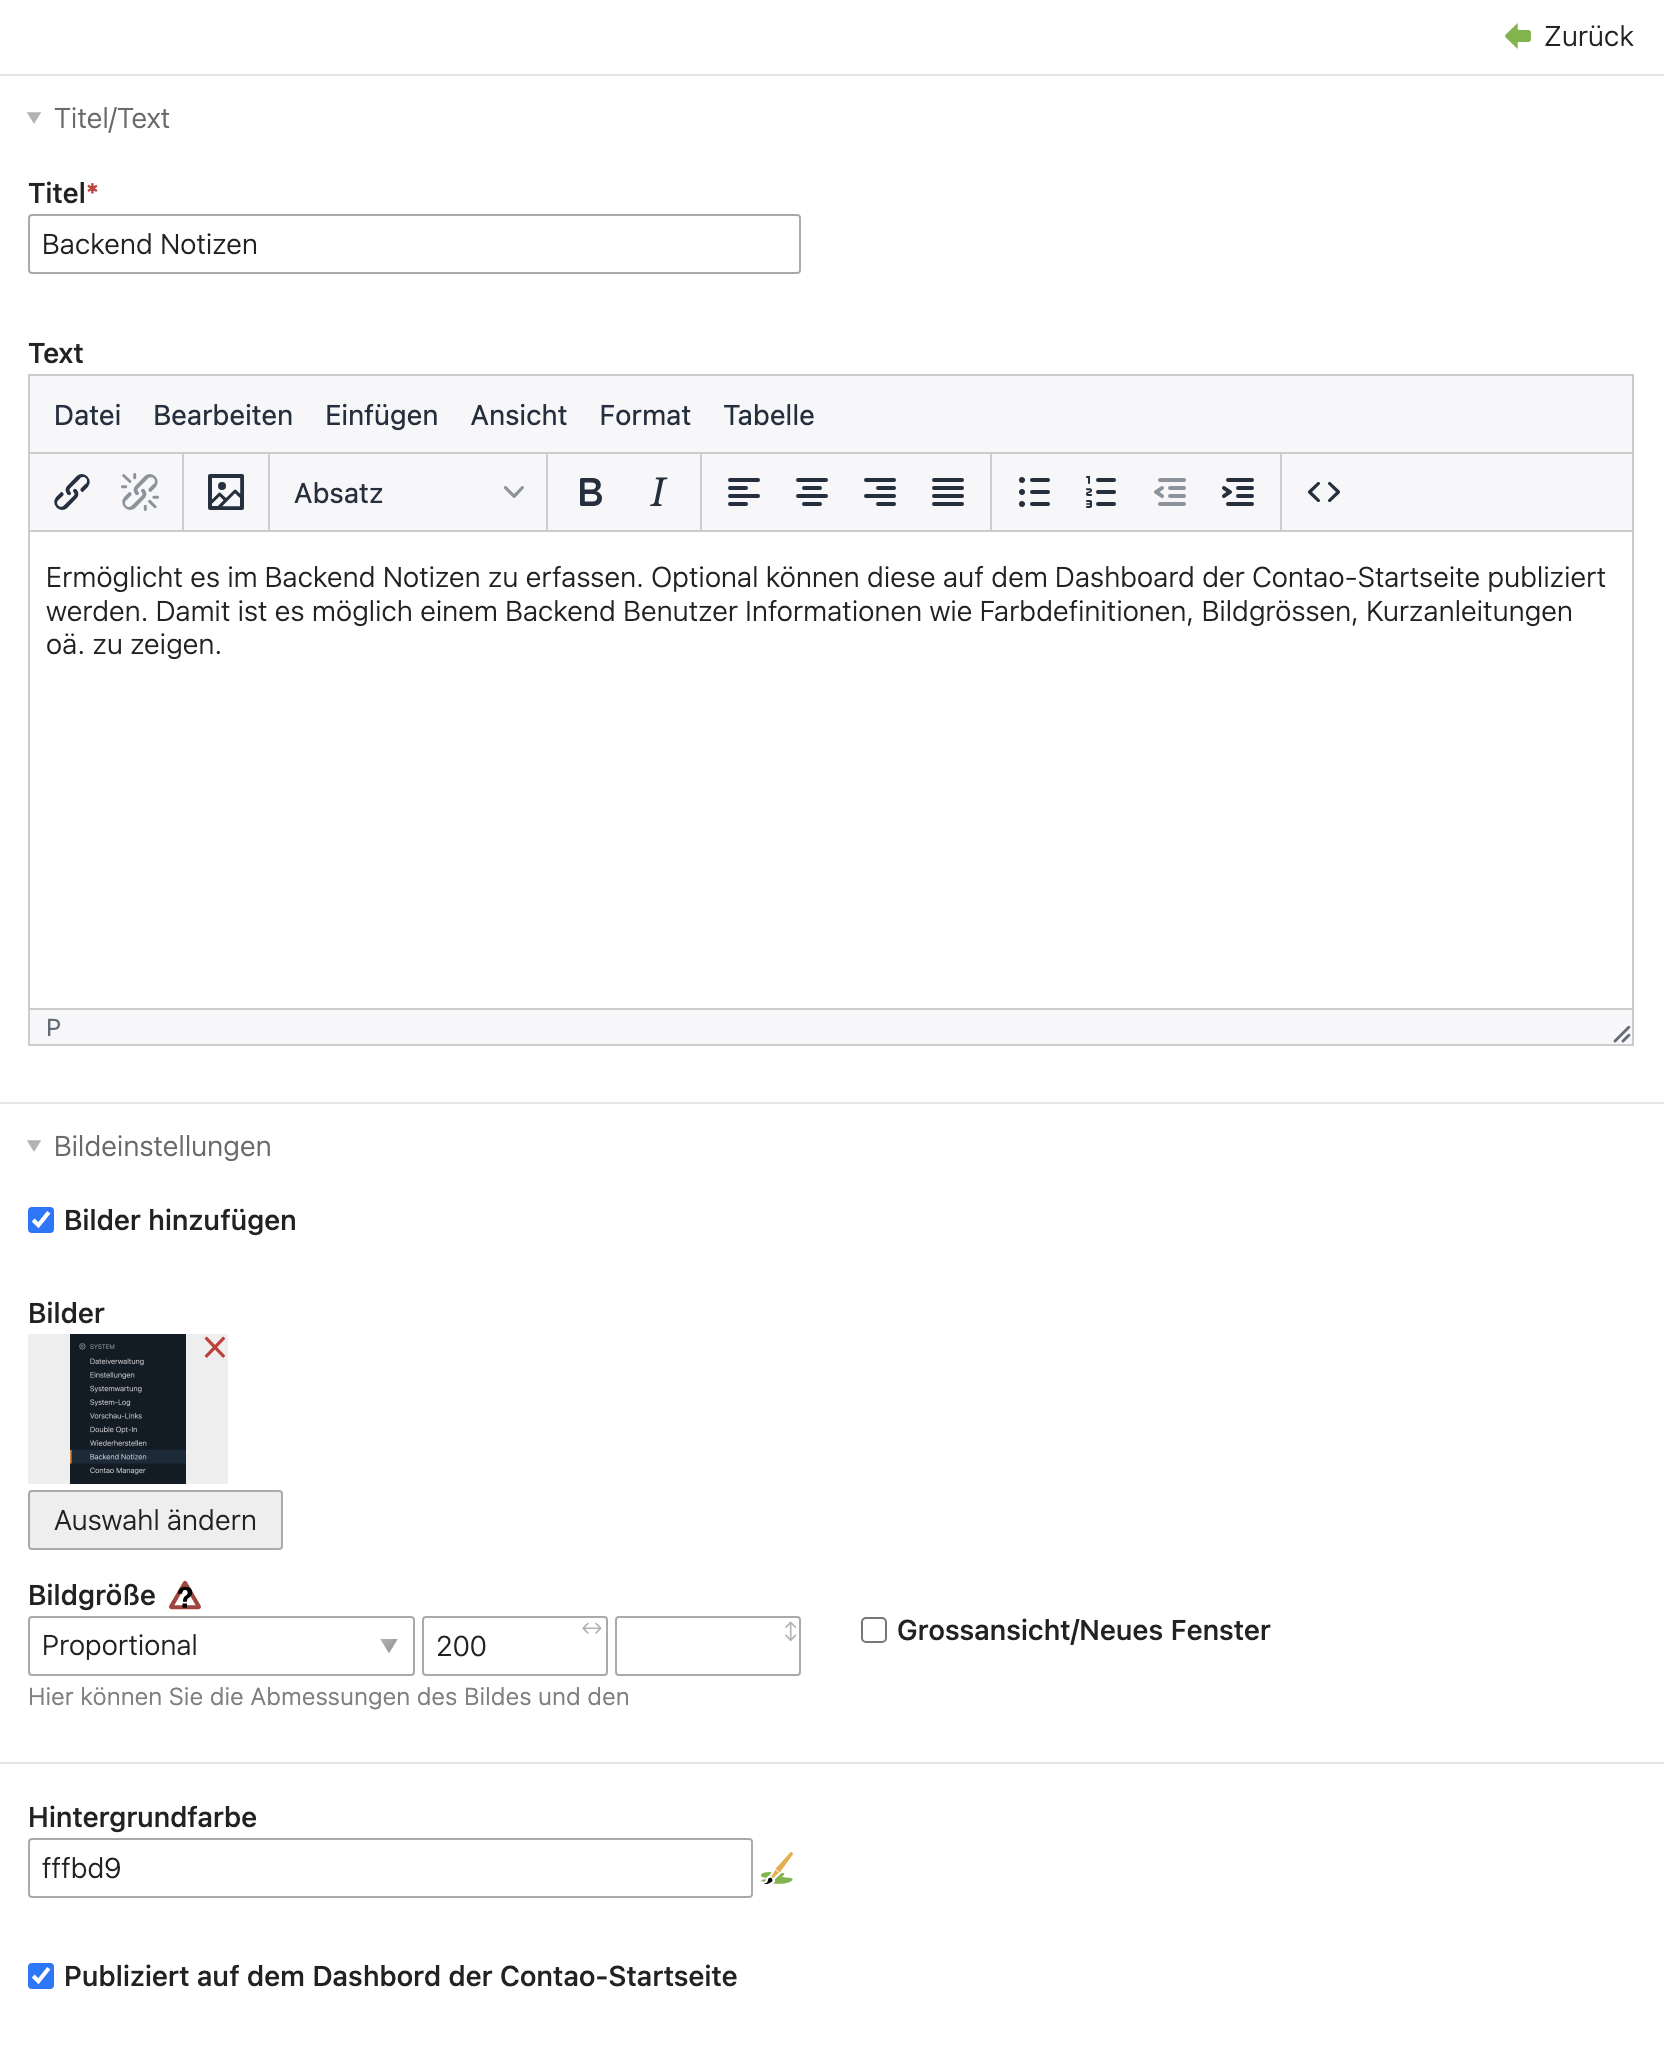 Zurück
Titel/Text
Titel*
Backend Notizen
Text
Datei Bearbeiten Einfügen Ansicht Format Tabelle
Absatz B I
Ermöglicht es im Backend Notizen zu erfassen. Optional können diese auf dem Dashboard der Contao-Startseite publiziert
werden. Damit ist es möglich einem Backend Benutzer Informationen wie Farbdefinitionen, Bildgrössen, Kurzanleitungen
oä. zu zeigen.
P
Bildeinstellungen
Bilder hinzufügen
Bilder
SYSTEM
Dateiverwaltung
Einstellungen
Systemwartung
System-Log
Vorschau-Links
Double Opt-In
Wiederherstellen
Backend Notizen
Contao Manager
Auswahl ändern
Bildgröße
Proportional 200 Grossansicht/Neues Fenster
Hier können Sie die Abmessungen des Bildes und den
Hintergrundfarbe
fffbd9
Publiziert auf dem Dashbord der Contao-Startseite